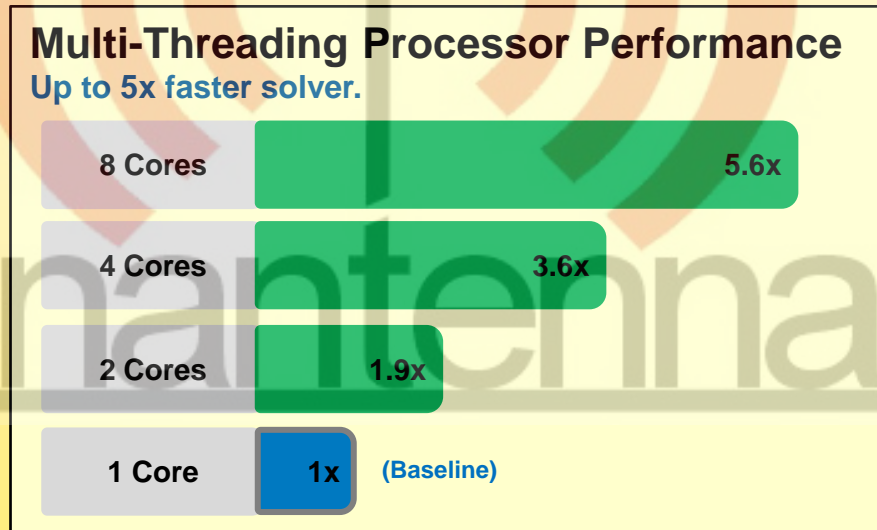 Multi-Threading Processor Performance
Up to 5x faster solver.
8 Cores 5.6x
4 Cores 3.6x
2 Cores 1.9x
1 Core 1x (Baseline)
nantenna